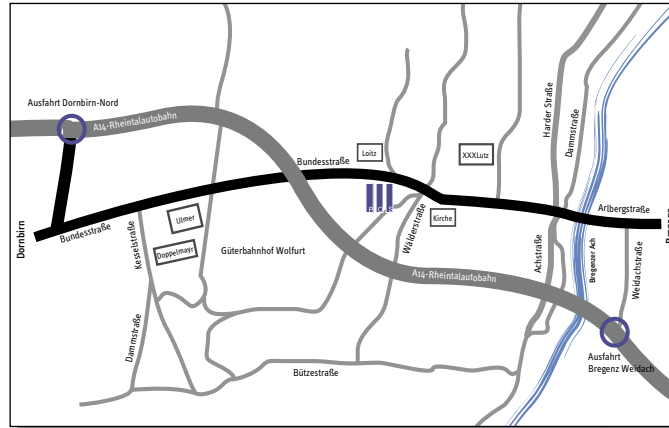 Ausfahrt Dornbirn-Nord
A14-Rheintalautobahn
Bundesstraße
Loitz
XXXLutz
Harder Straße
Dammstraße
Dornbirn
Bundesstraße
Kesselstraße
Ulmer
Doppelmayr
Güterbahnhof Wolfurt
Wälderstraße
Kirche
Arlbergstraße
Achstraße
Bregenzer Ach
Weidachstraße
A14-Rheintalautobahn
Dammstraße
Bützestraße
Ausfahrt
Bregenz Weidach